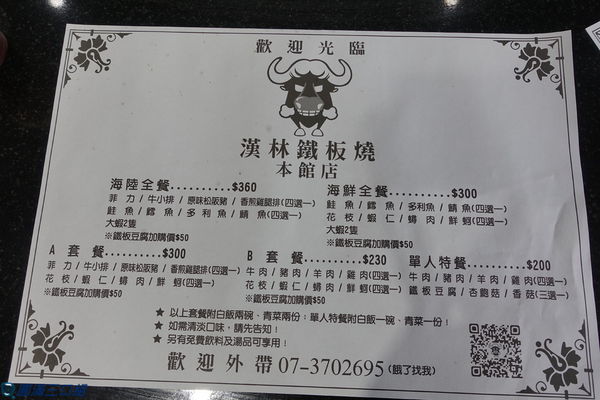 歡迎光臨
漢林鐵板燒
本館店
海陸全餐..........$360
菲力/牛小排/原味松阪豬/香煎雞腿排(四選一)
鮭魚/鱈魚/多利魚/鯖魚(四選一)
大蝦2隻
※鐵板豆腐加購價$50
海鮮全餐..........$300
鮭魚/鱈魚/多利魚/鯖魚(四選一)
花枝/蝦仁/蟳肉/鮮蚵(四選一)
大蝦2隻
※鐵板豆腐加購價$50
A 套 餐..........$300
菲力/牛小排/原味松阪豬/香煎雞腿排(四選一)
花枝/蝦仁/蟳肉/鮮蚵(四選一)
※鐵板豆腐加購價$50
B 套 餐..........$230
牛肉/豬肉/羊肉/雞肉(四選一)
花枝/蝦仁/蟳肉/鮮蚵(四選一)
※鐵板豆腐加購價$50
單人特餐..........$200
牛肉/豬肉/羊肉/雞肉(四選一)
鐵板豆腐/杏鮑菇/香菇(三選一)
★ 以上套餐附白飯兩碗、青菜兩份；單人特餐附白飯一碗、青菜一份！
★ 如需清淡口味，請先告知！
★ 另有免費飲料及湯品可享用！
歡迎外帶07-3702695(餓了找我)